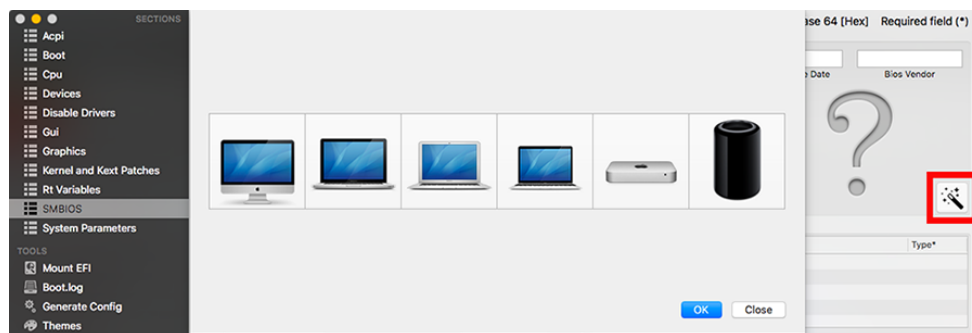 SECTIONS
Acpi
Boot
Cpu
Devices
Disable Drivers
Gui
Graphics
Kernel and Kext Patches
Rt Variables
SMBIOS
System Parameters
TOOLS
Mount EFI
Boot.log
Generate Config
Themes
OK Close
64 [Hex] Required field (*)
Date Bios Vendor
Type*